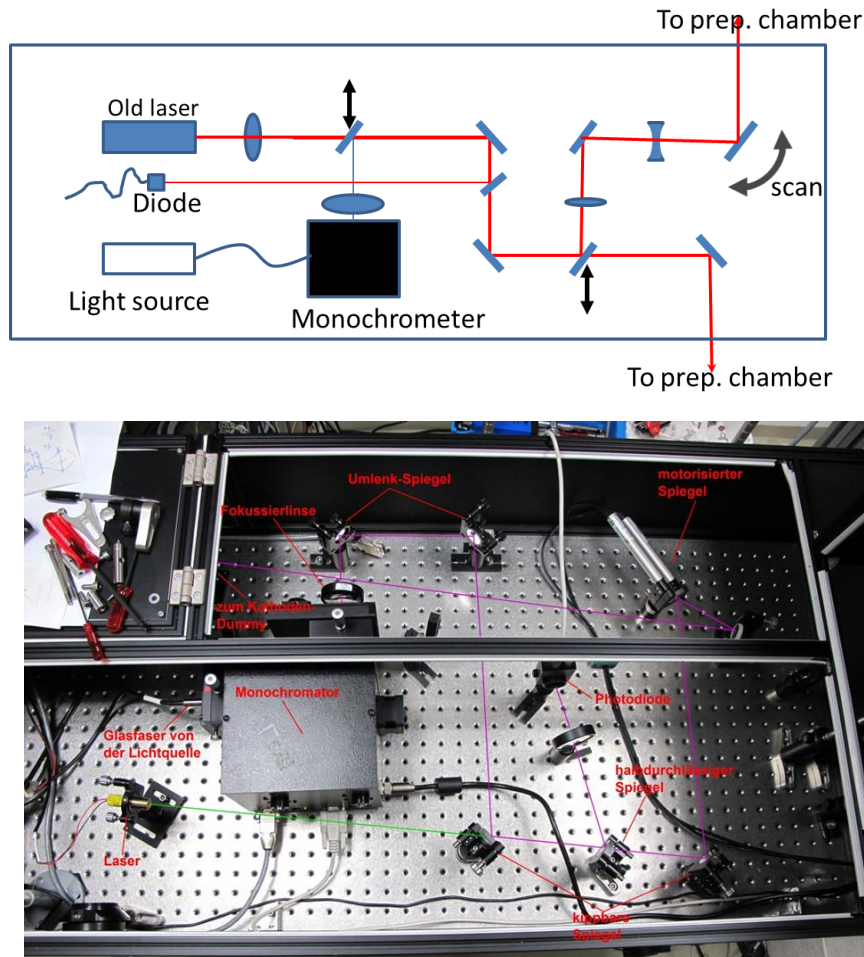 To prep. chamber
Old laser
Diode
scan
Light source
Monochrometer
To prep. chamber
Umlenk-Spiegel
motorisierter
Spiegel
Fokussierlinse
zum Kathoden-
Dummy
Monochromator
Photodiode
Glasfaser von
der Lichtquelle
halbdurchlässiger
Spiegel
Laser
kippbare
Spiegel